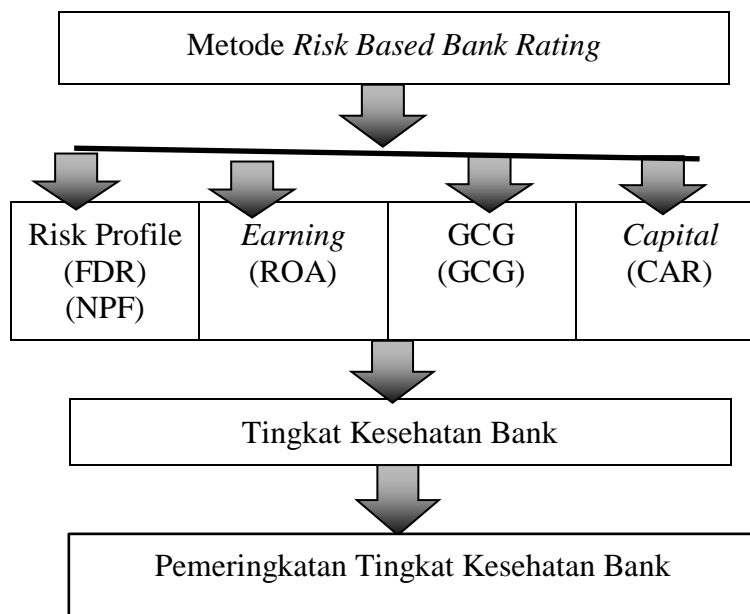 Metode Risk Based Bank Rating
Risk Profile
(FDR)
(NPF)
Earning
(ROA)
GCG
(GCG)
Capital
(CAR)
Tingkat Kesehatan Bank
Pemeringkatan Tingkat Kesehatan Bank